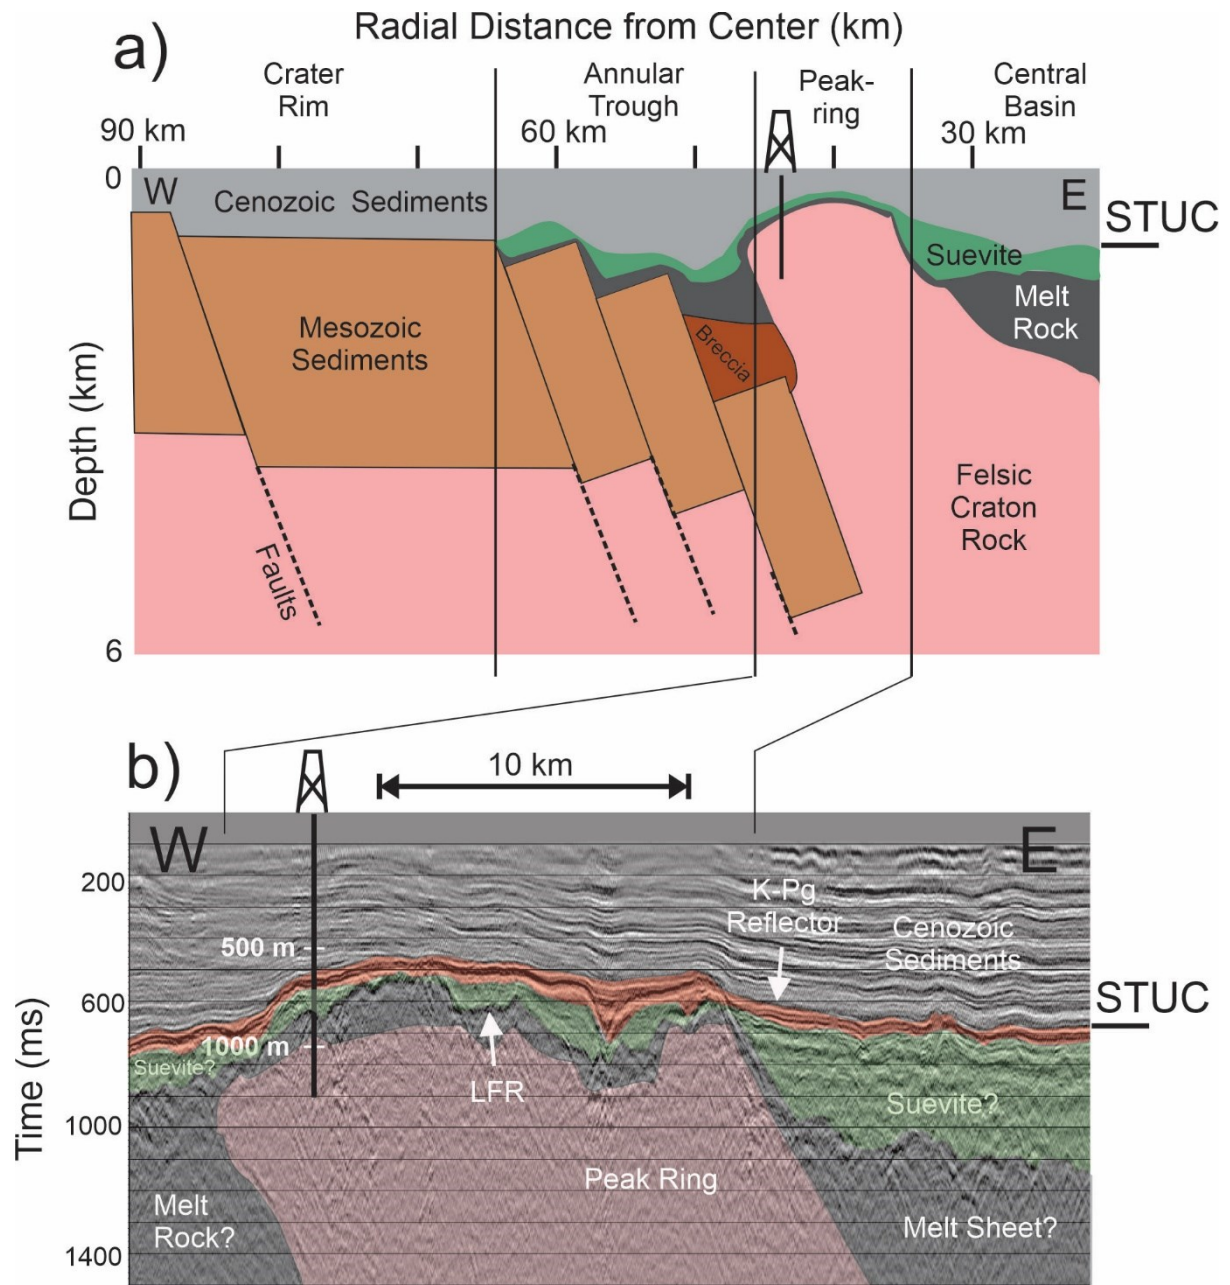 Radial Distance from Center (km)
a)
Crater
Rim
Annular
Trough
Peak-
ring
Central
Basin
90 km
60 km
30 km
0
W
Cenozoic Sediments
E
STUC
Suevite
Melt
Rock
Mesozoic
Sediments
Breccia
Depth (km)
Felsic
Craton
Rock
Faults
6
b)
10 km
W
E
200
K-Pg
Reflector
Cenozoic
Sediments
500 m
600
STUC
1000 m
Suevite?
LFR
Suevite?
Time (ms)
1000
Peak Ring
Melt
Rock?
Melt Sheet?
1400